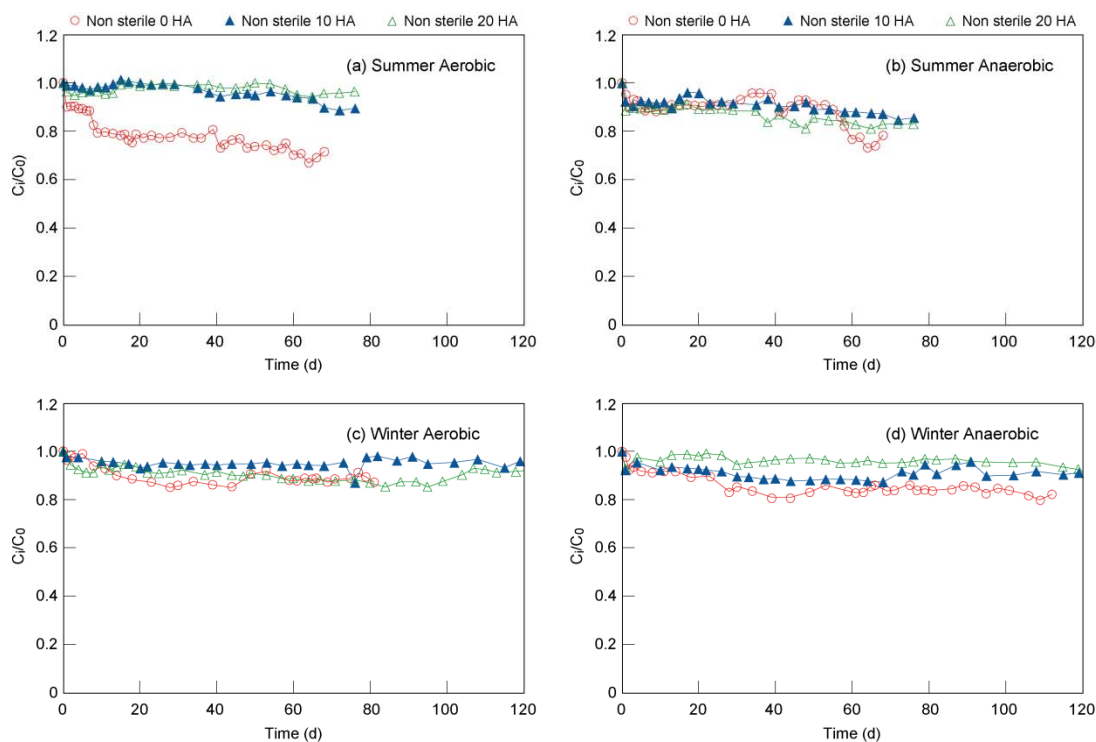 Non sterile 0 HA Non sterile 10 HA Non sterile 20 HA
Non sterile 0 HA Non sterile 10 HA Non sterile 20 HA
(a) Summer Aerobic
1.2
1.0
0.8
0.6
0.4
0.2
0
Ci/C0)
0 20 40 60 80 100 120
Time (d)
(b) Summer Anaerobic
1.2
1.0
0.8
0.6
0.4
0.2
0
Ci/C0
0 20 40 60 80 100 120
Time (d)
(c) Winter Aerobic
1.2
1.0
0.8
0.6
0.4
0.2
0
Ci/C0
0 20 40 60 80 100 120
Time (d)
(d) Winter Anaerobic
1.2
1.0
0.8
0.6
0.4
0.2
0
Ci/C0
0 20 40 60 80 100 120
Time (d)